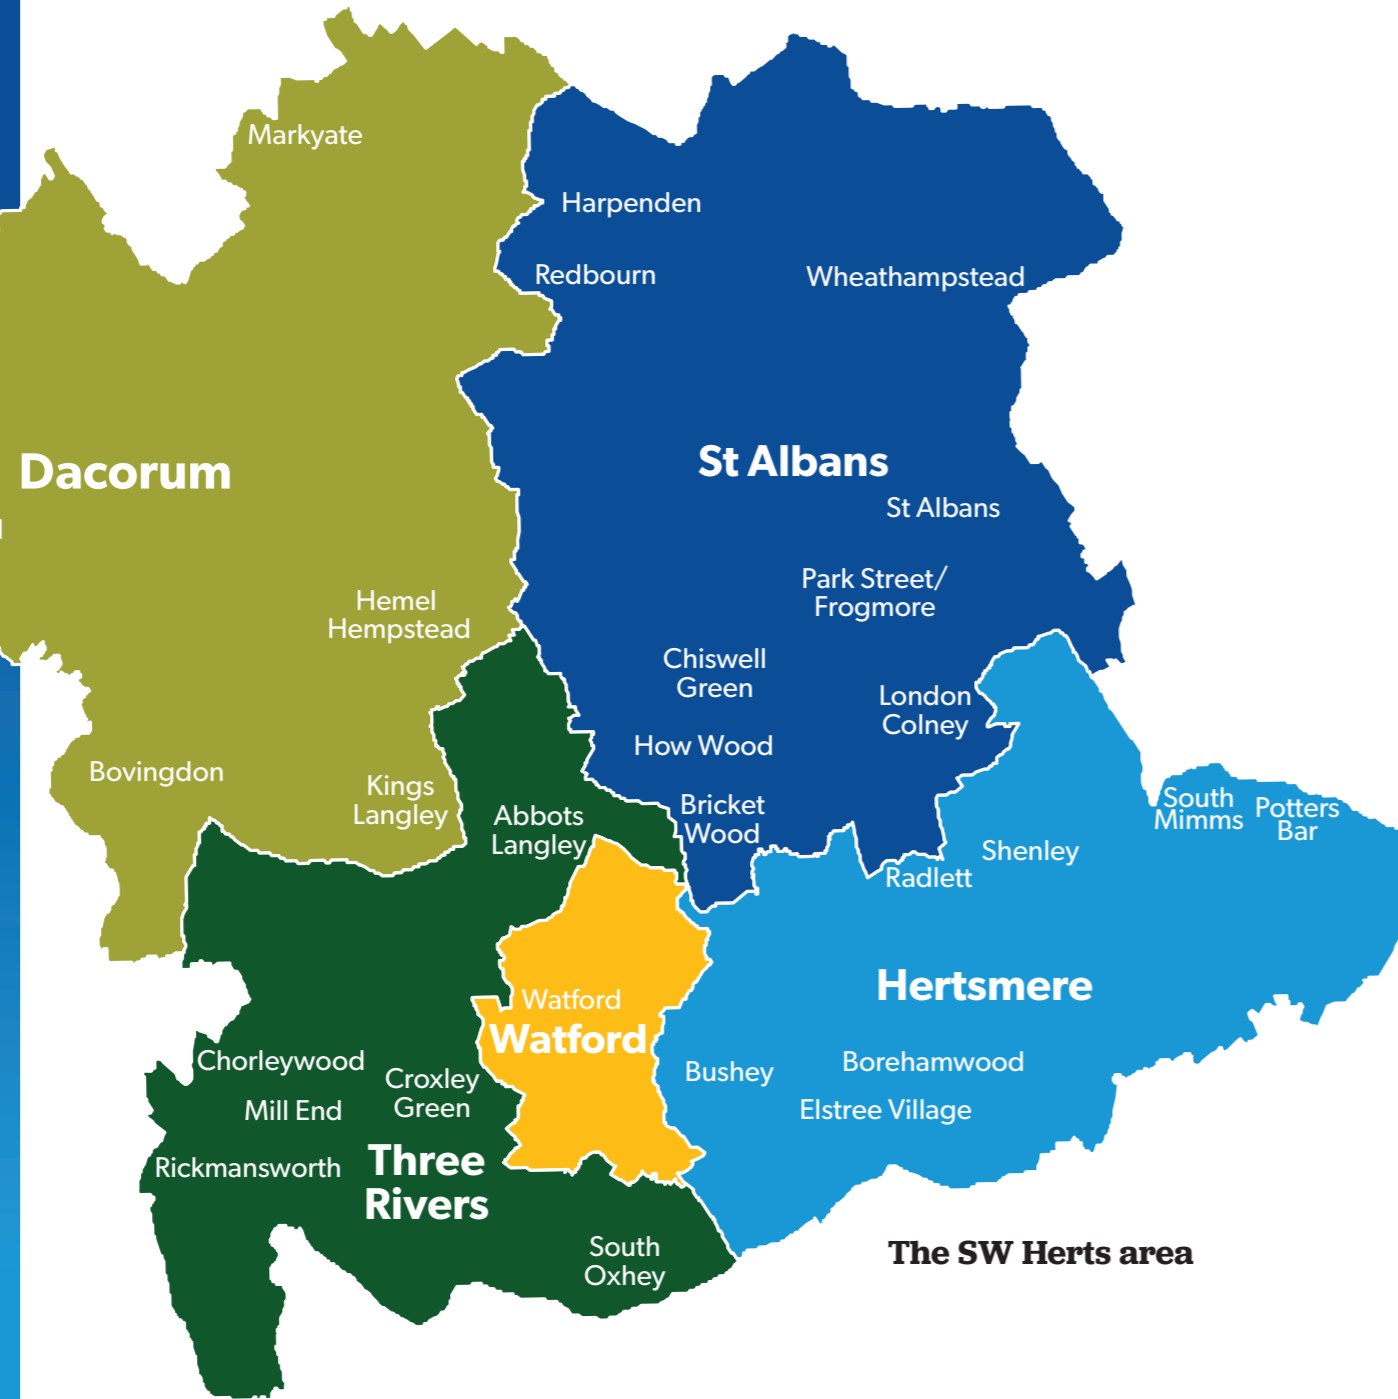 Markyate
Harpenden
Redbourn
Wheathampstead
Dacorum
St Albans
St Albans
Park Street/
Frogmore
Hemel
Hempstead
Chiswell
Green
London
Colney
How Wood
Bovingdon
Kings
Langley
Abbots
Langley
Bricket
Wood
South
Mimms
Potters
Bar
Shenley
Radlett
Hertsmere
Watford
Watford
Bushey
Borehamwood
Elstree Village
Chorleywood
Croxley
Green
Mill End
Rickmansworth
Three
Rivers
South
Oxhey
The SW Herts area